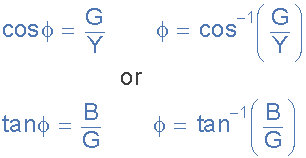 cosϕ = G/Y  ϕ = cos⁻¹(G/Y)
or
tanϕ = B/G  ϕ = tan⁻¹(B/G)